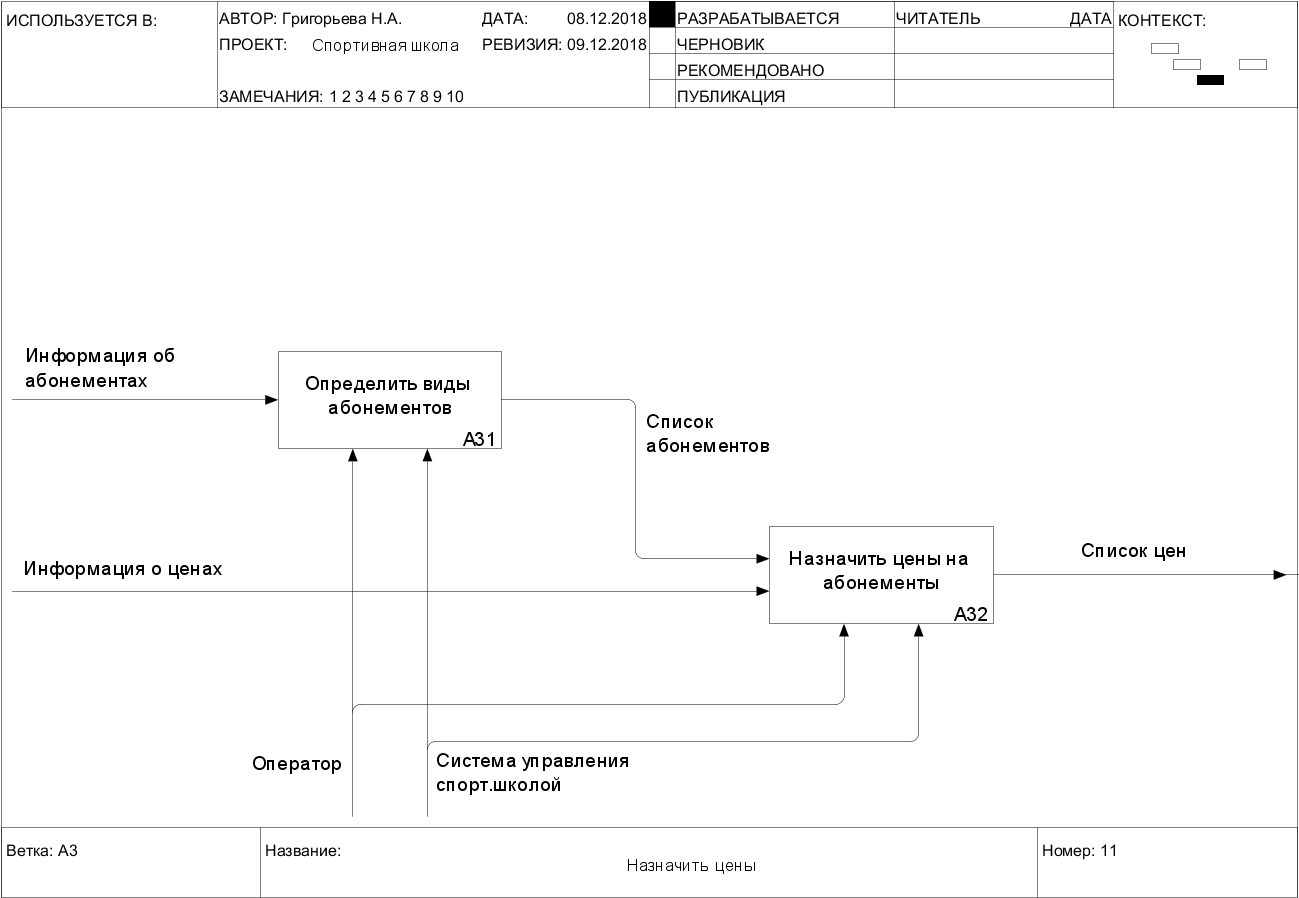 ИСПОЛЬЗУЕТСЯ В:
АВТОР: Григорьева Н.А.
ДАТА: 08.12.2018
ПРОЕКТ: Спортивная школа
РЕВИЗИЯ: 09.12.2018
ЗАМЕЧАНИЯ: 1 2 3 4 5 6 7 8 9 10
РАЗРАБАТЫВАЕТСЯ
ЧЕРНОВИК
РЕКОМЕНДОВАНО
ПУБЛИКАЦИЯ
ЧИТАТЕЛЬ ДАТА
КОНТЕКСТ:
Информация об
абонементах
Определить виды
абонементов
A31
Список
абонементов
Информация о ценах
Назначить цены на
абонементы
A32
Список цен
Оператор
Система управления
спорт.школой
Ветка: A3
Название:
Назначить цены
Номер: 11